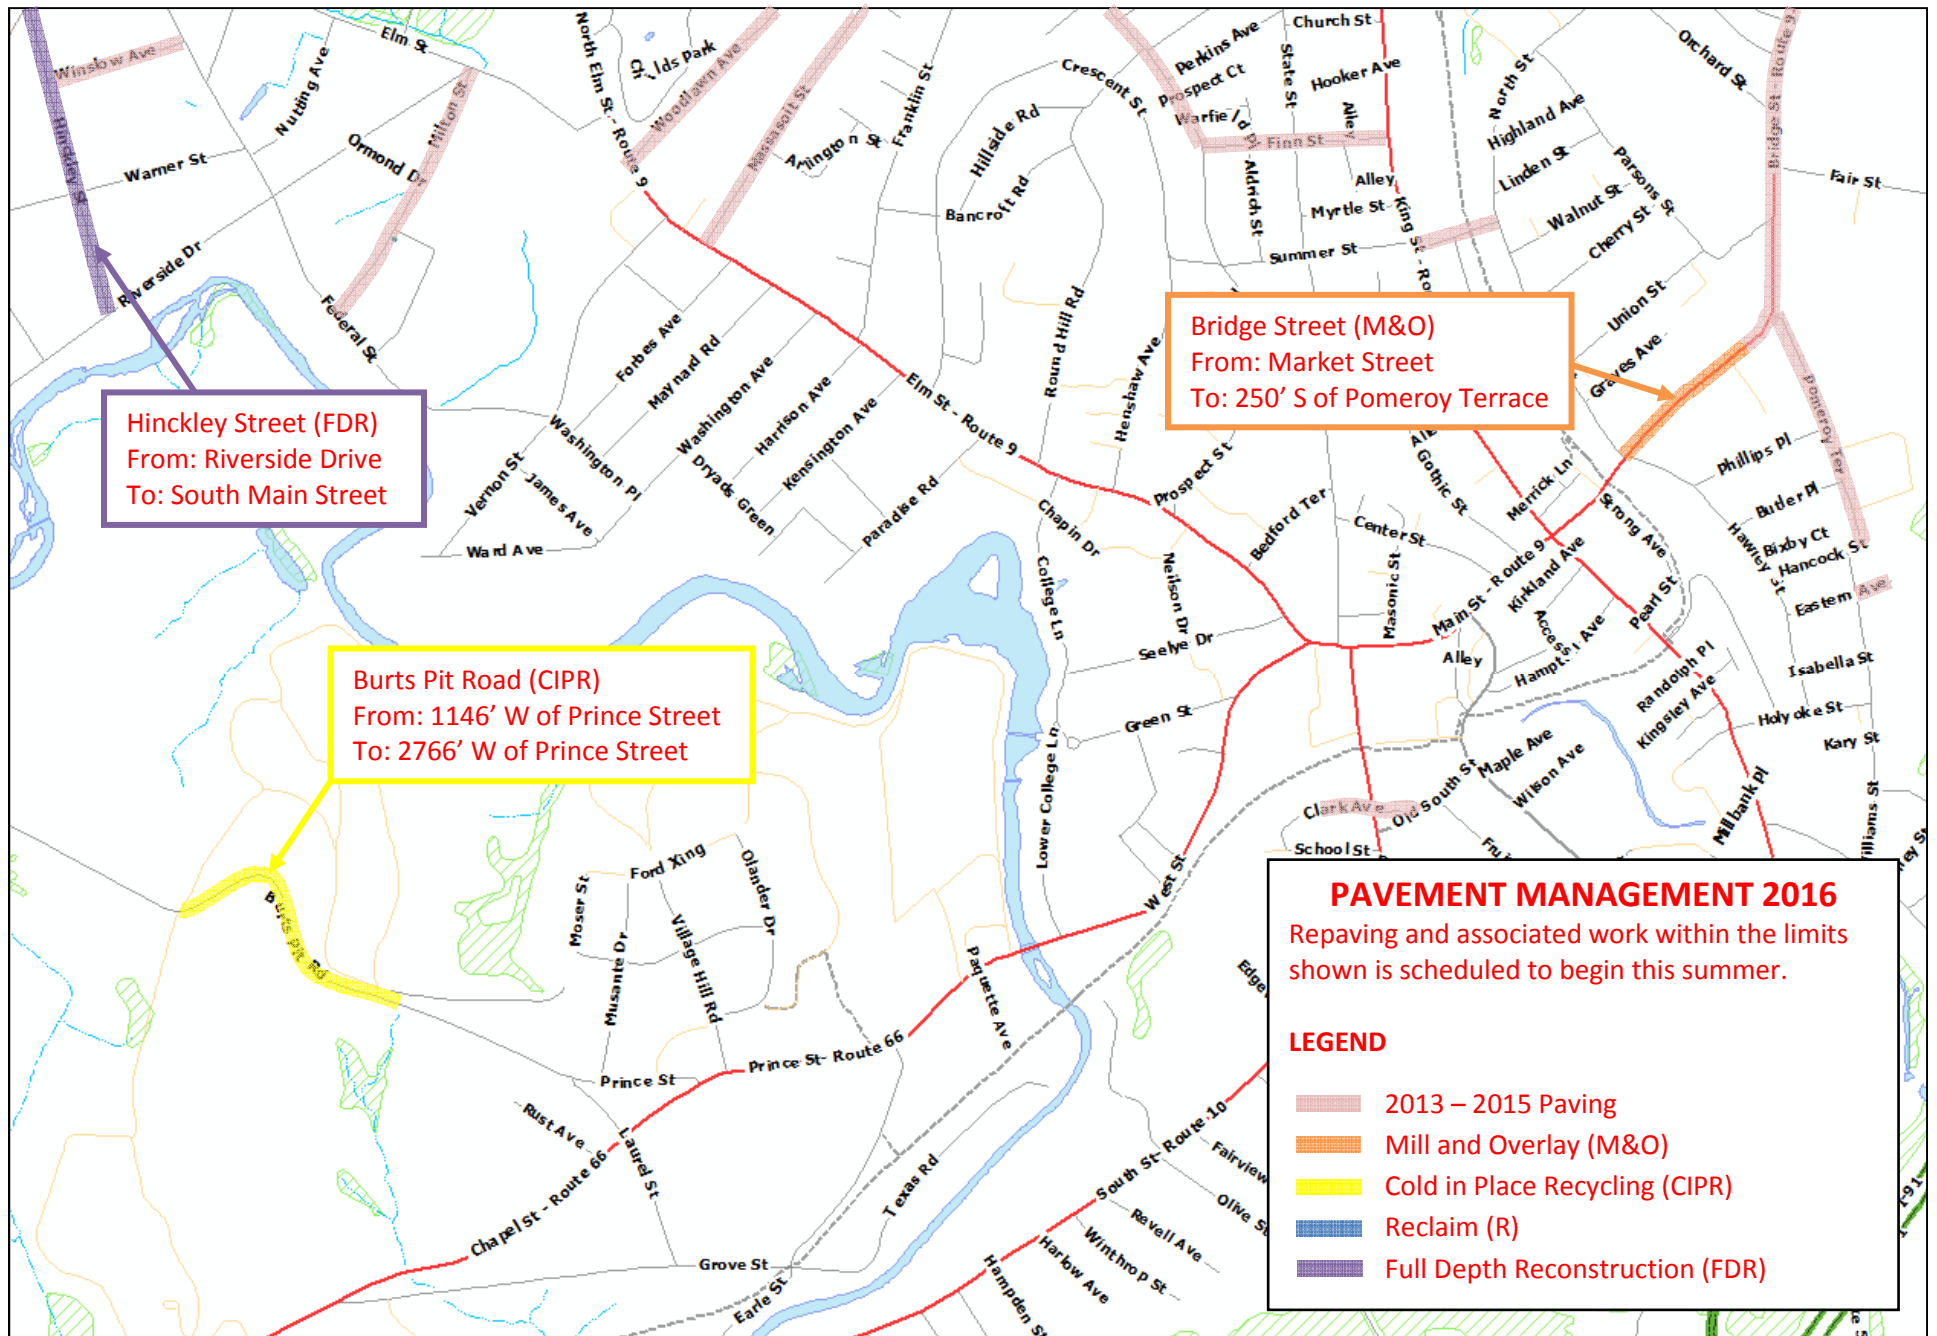 Winslow Ave
Hinckley St
Warner St
Nutting Ave
Elm St
Ormond Dr
Milton St
Riverside Dr
Federal St
North Elm St - Route 9
Woodlawn Ave
Massasoit St
Arlington St
Franklin St
Hillside Rd
Bancroft Rd
Crescent St
Perkins Ave
Prospect Ct
Warfield Pl
Finn St
State St
Church St
Hooker Ave
Alley
Aldrich St
Alley
Myrtle St
Summer St
North St
Highland Ave
Linden St
Walnut St
Cherry St
Parsons St
Orchard St
Bridge St - Route 9
Fair St
Union St
Graves Ave
Pomeroy Ter
Phillips Pl
Butler Pl
Bixby Ct
Hancock St
Hawley St
Eastern Ave
Isabella St
Holyoke St
Kary St
Williams St
Hinckley Street (FDR)
From: Riverside Drive
To: South Main Street
Bridge Street (M&O)
From: Market Street
To: 250’ S of Pomeroy Terrace
Burts Pit Road (CIPR)
From: 1146’ W of Prince Street
To: 2766’ W of Prince Street
Forbes Ave
Maynard Rd
Washington Ave
Harrison Ave
Kensington Ave
Washington Pl
Dryads Green
Vernon St
James Ave
Ward Ave
Paradise Rd
Elm St - Route 9
Round Hill Rd
Henshaw Ave
Prospect St
Chapin Dr
College Ln
Neilson Dr
Bedford Ter
Center St
Masonic St
Gothic St
Merrick Ln
Strong Ave
Main St - Route 9
Kirkland Ave
Access
Hampton Ave
Pearl St
Randolph Pl
Kingsley Ave
Millbank Pl
Alley
Seelye Dr
Green St
Lower College Ln
Maple Ave
Wilson Ave
Old South St
Clark Ave
School St
West St
Burts Pit Rd
Moser St
Ford Xing
Olander Dr
Musante Dr
Village Hill Rd
Paquette Ave
Prince St
Prince St - Route 66
Rust Ave
Laurel St
Chapel St - Route 66
Grove St
Earle St
Texas Rd
South St - Route 10
Fairview
Olive St
Revell Ave
Winthrop St
Harlow Ave
Hampden St
I-91
PAVEMENT MANAGEMENT 2016
Repaving and associated work within the limits
shown is scheduled to begin this summer.
LEGEND
2013 – 2015 Paving
Mill and Overlay (M&O)
Cold in Place Recycling (CIPR)
Reclaim (R)
Full Depth Reconstruction (FDR)